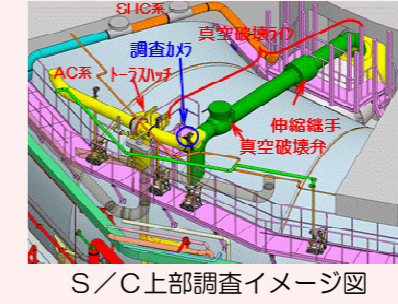 SHC系
真空破壊ライン
調査カメラ
AC系
トーラスハッチ
伸縮継手
真空破壊弁
S／C上部調査イメージ図